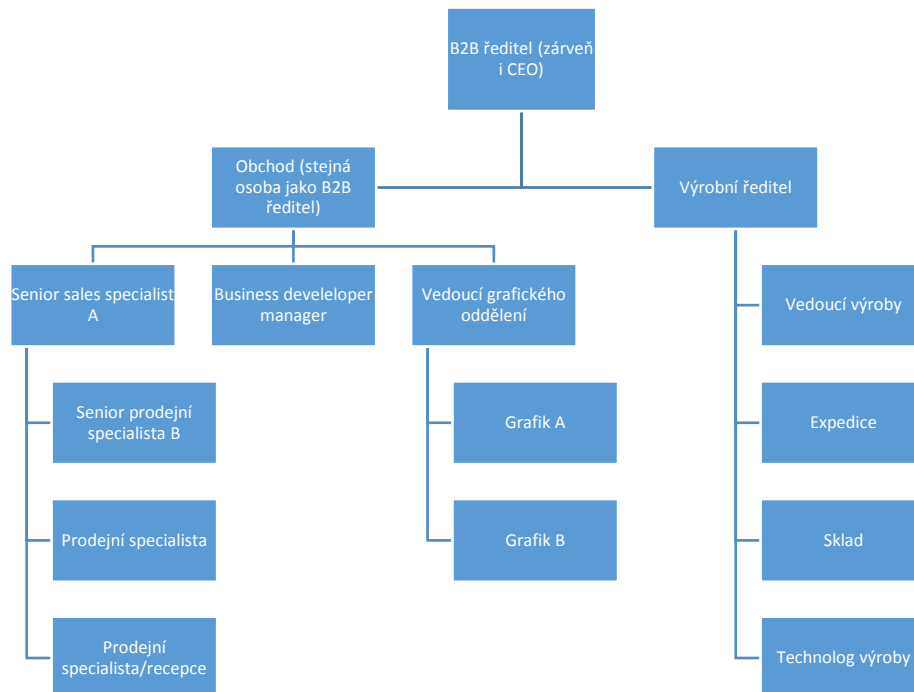 B2B ředitel (zárveň
i CEO)
Obchod (stejná
osoba jako B2B
ředitel)
Výrobní ředitel
Senior sales specialist
A
Business develeloper
manager
Vedoucí grafického
oddělení
Vedoucí výroby
Senior prodejní
specialista B
Grafik A
Expedice
Prodejní specialista
Grafik B
Sklad
Prodejní
specialista/recepce
Technolog výroby